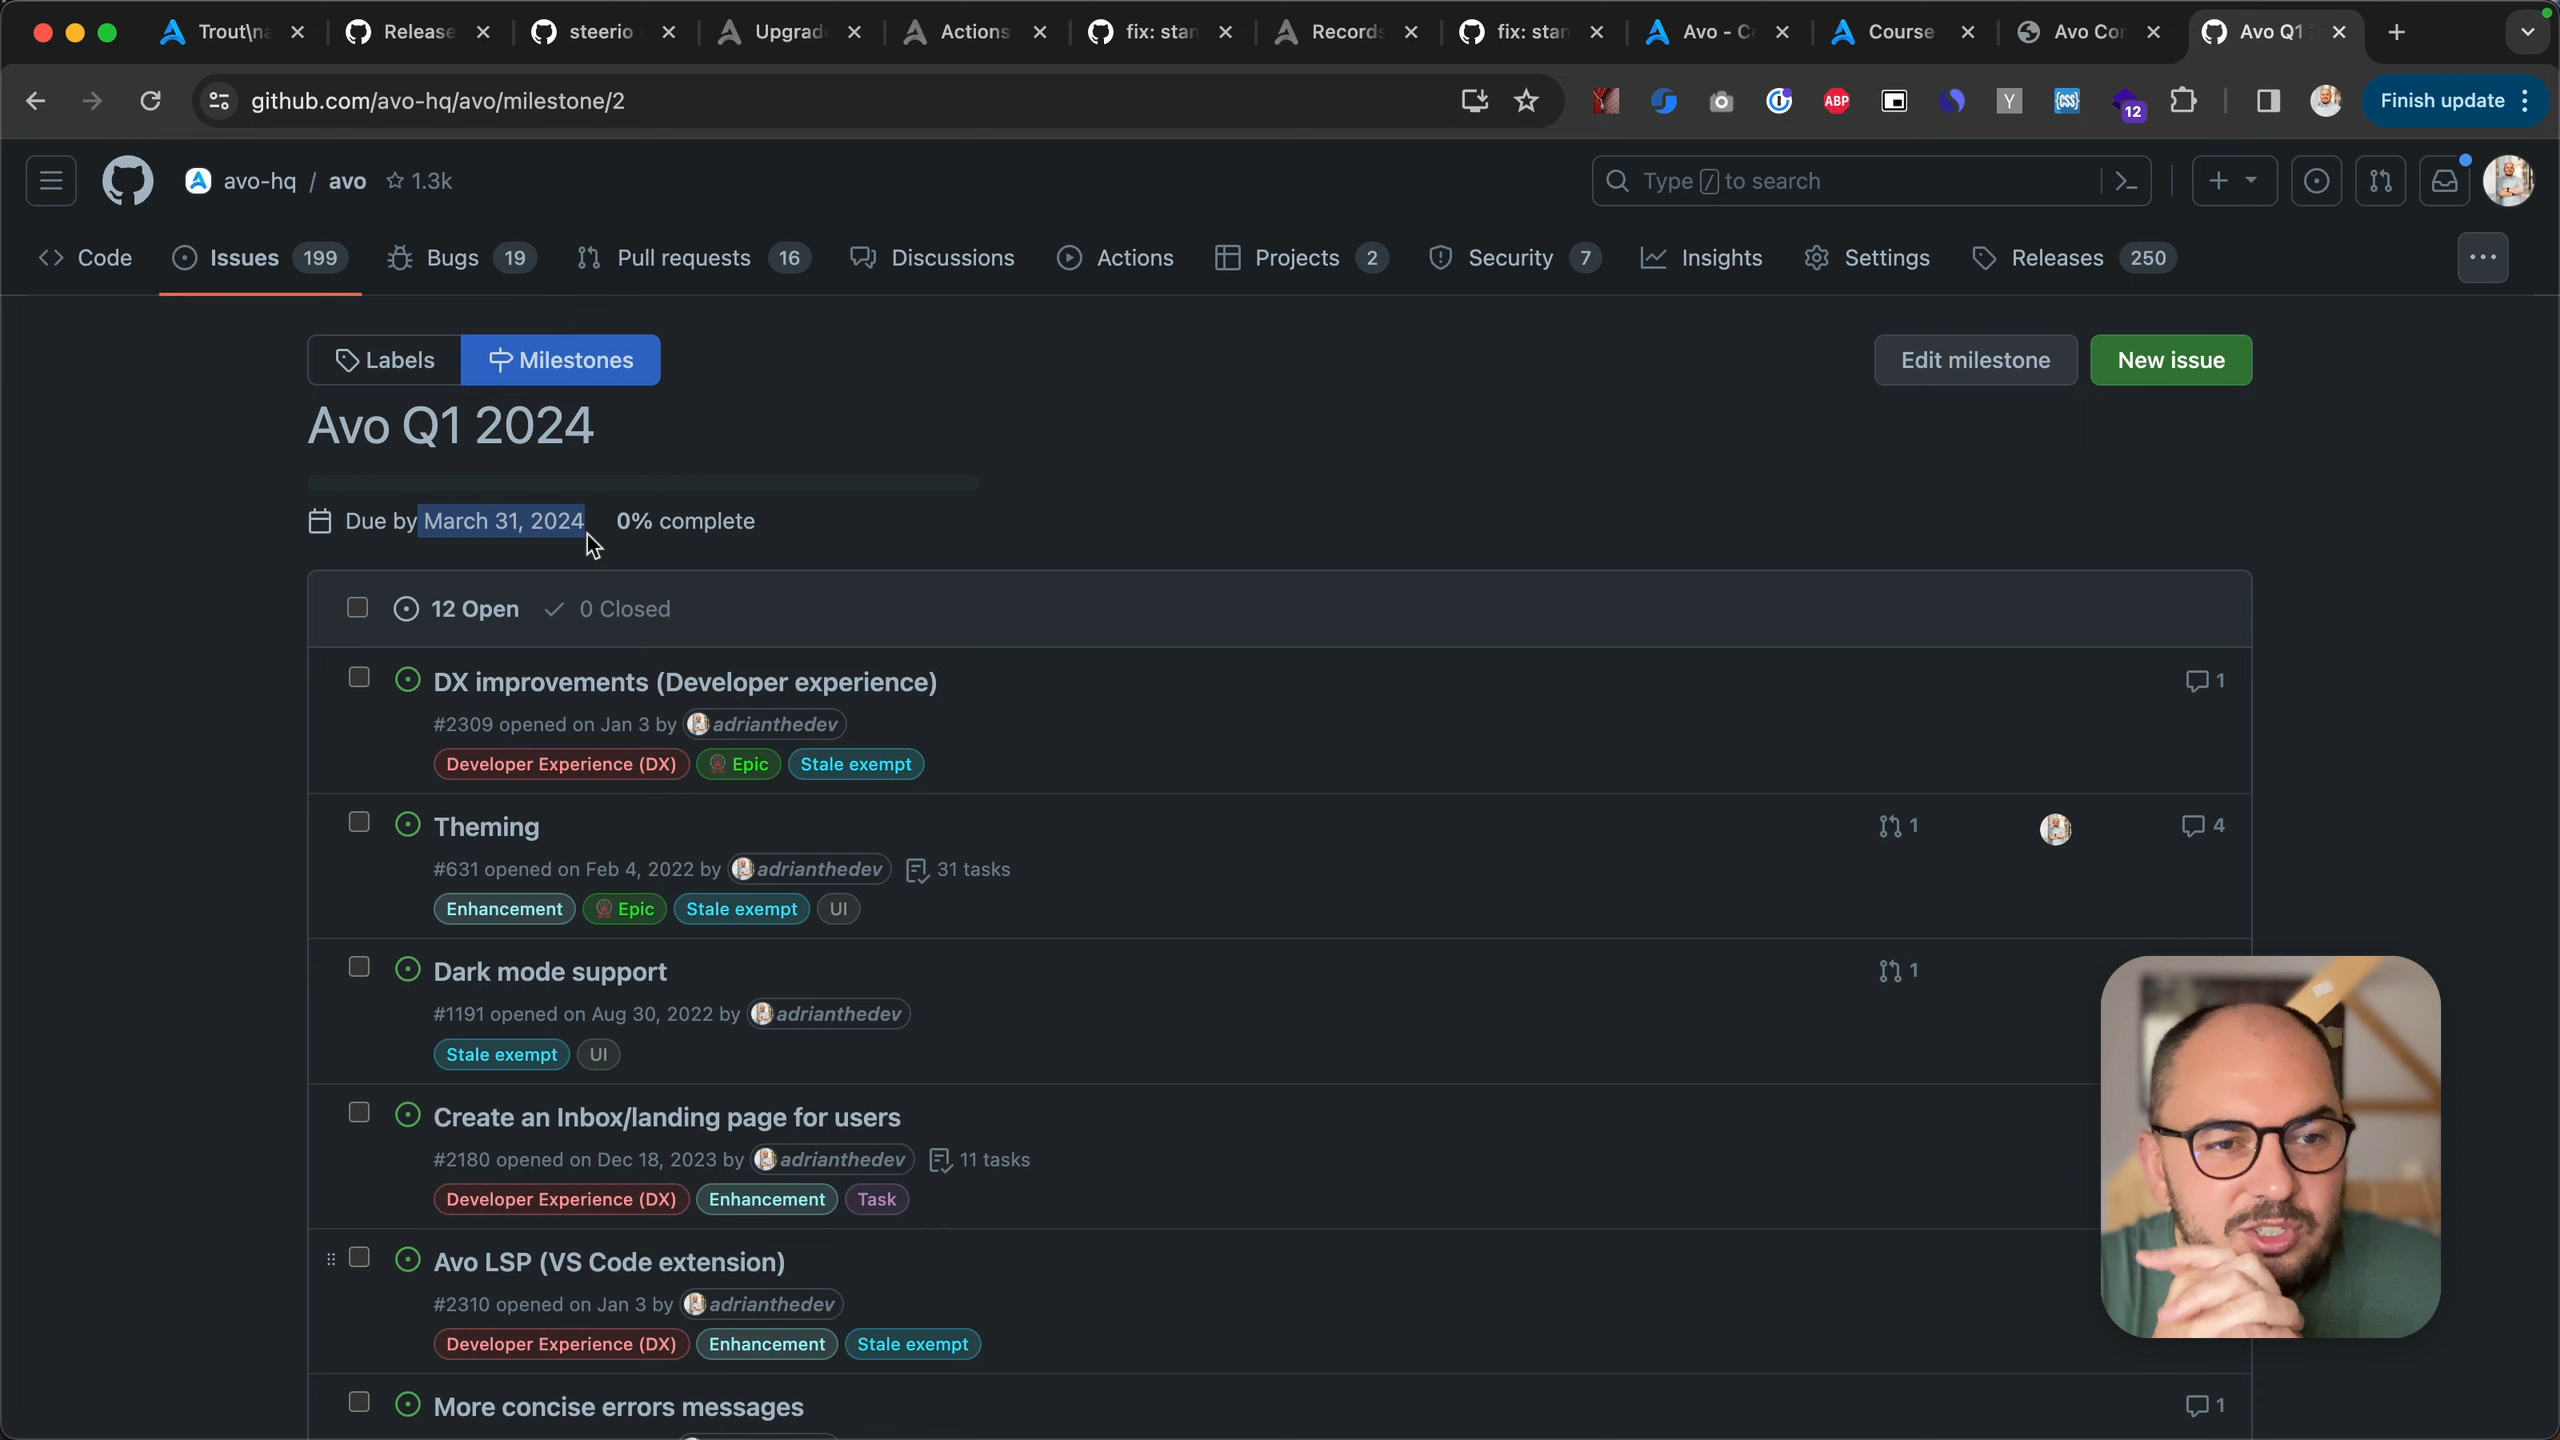 Trout\n
Release
steerio
Upgrad
Actions
fix: stan
Record
fix: stan
Avo - C
Course
Avo Cor
Avo Q1
github.com/avo-hq/avo/milestone/2
ABP
Y
{CSS}
12
Finish update
avo-hq / avo 1.3k
Type / to search
Code
Issues 199
Bugs 19
Pull requests 16
Discussions
Actions
Projects 2
Security 7
Insights
Settings
Releases 250
Labels
Milestones
Edit milestone
New issue
Avo Q1 2024
Due by March 31, 2024 0% complete
12 Open 0 Closed
DX improvements (Developer experience) 1
#2309 opened on Jan 3 by adrianthedev
Developer Experience (DX) Epic Stale exempt
Theming 1 4
#631 opened on Feb 4, 2022 by adrianthedev 31 tasks
Enhancement Epic Stale exempt UI
Dark mode support 1
#1191 opened on Aug 30, 2022 by adrianthedev
Stale exempt UI
Create an Inbox/landing page for users
#2180 opened on Dec 18, 2023 by adrianthedev 11 tasks
Developer Experience (DX) Enhancement Task
Avo LSP (VS Code extension)
#2310 opened on Jan 3 by adrianthedev
Developer Experience (DX) Enhancement Stale exempt
More concise errors messages 1